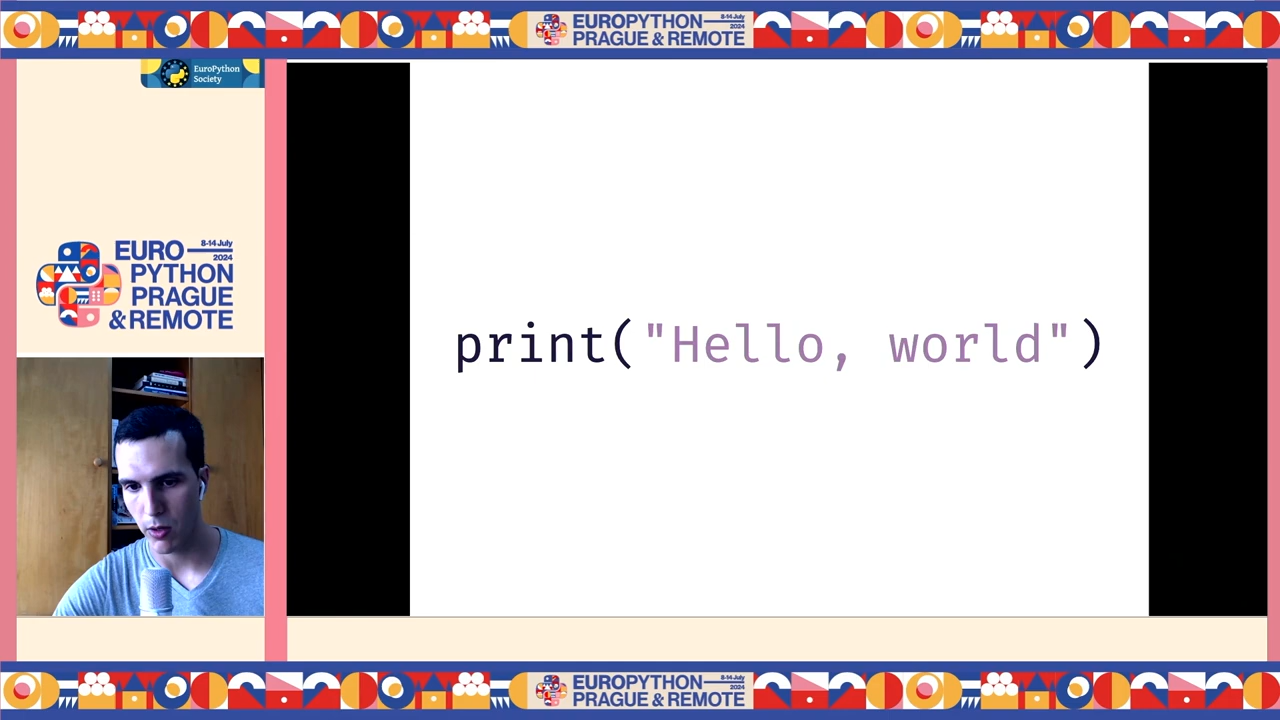 EUROPYTHON 8-14 July 2024
PRAGUE & REMOTE
EuroPython
Society
EURO 8-14 July 2024
PYTHON
PRAGUE
& REMOTE
print("Hello, world")
EUROPYTHON 8-14 July 2024
PRAGUE & REMOTE